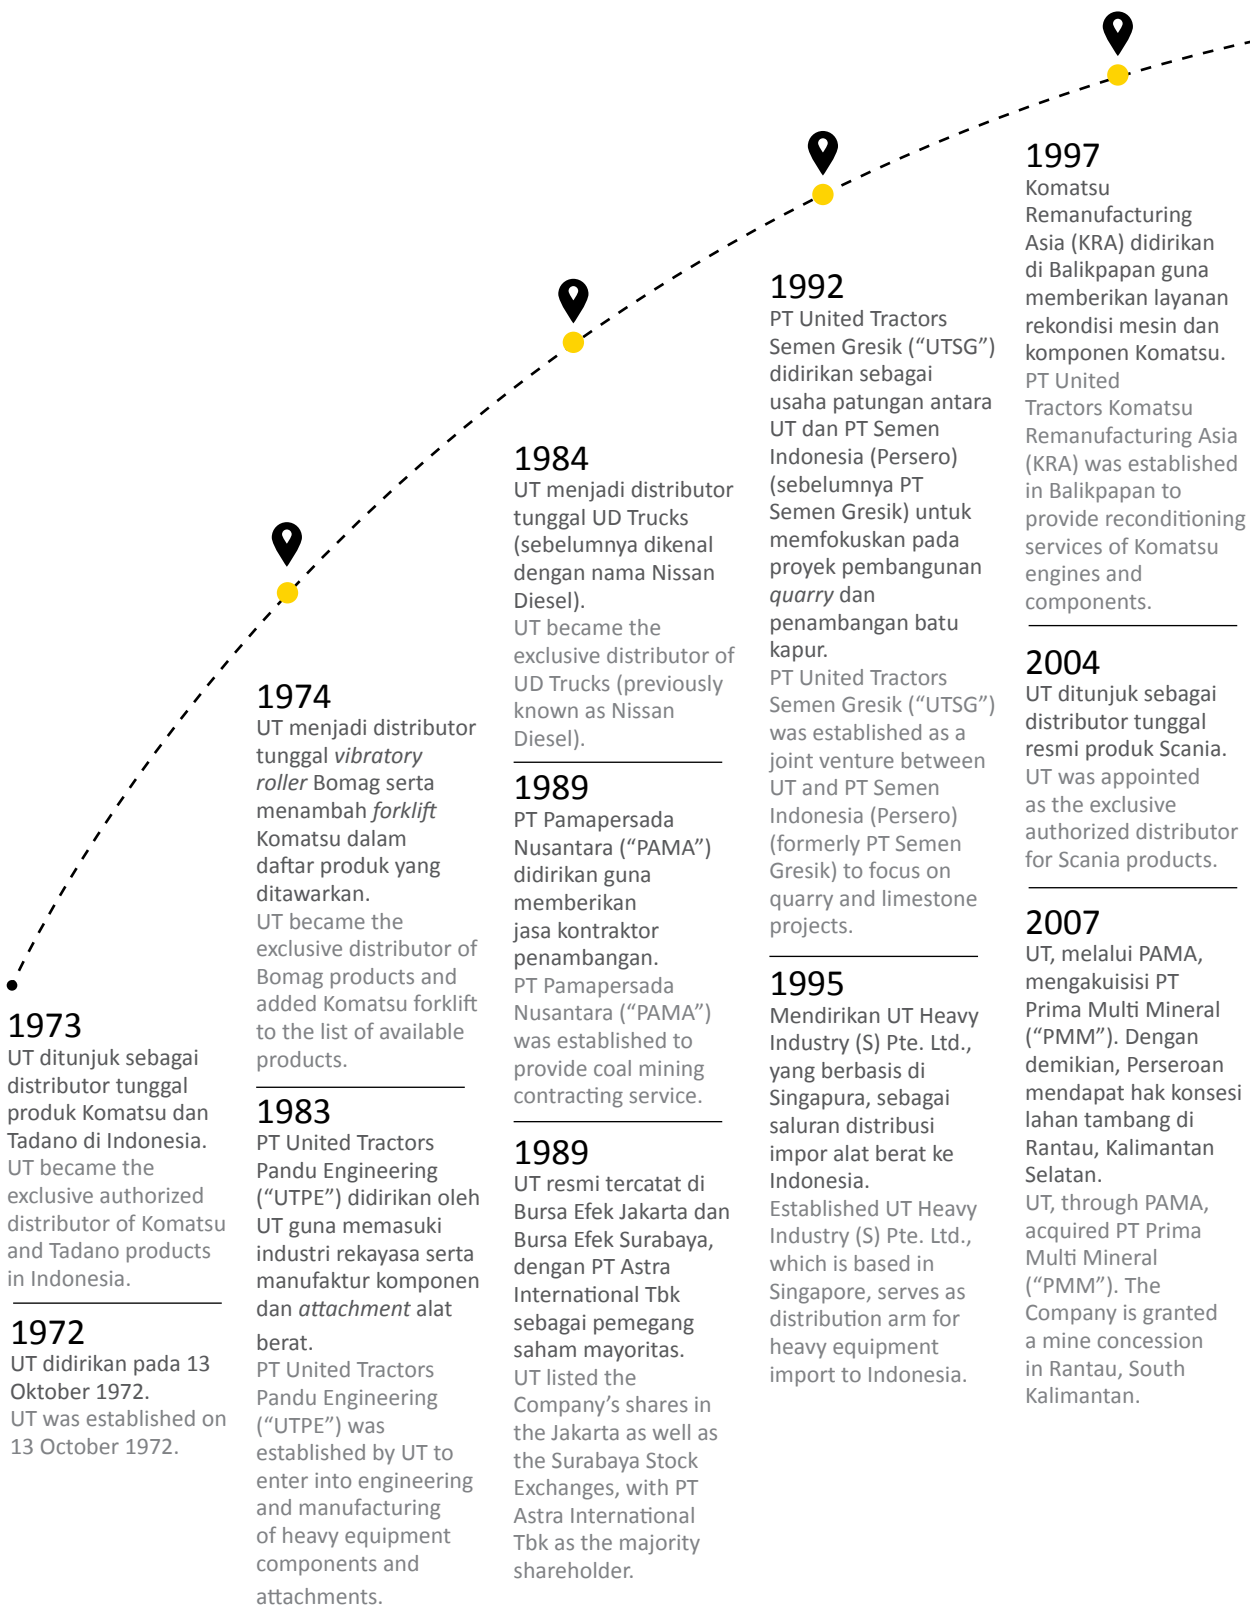 1973
UT ditunjuk sebagai
distributor tunggal
produk Komatsu dan
Tadano di Indonesia.
UT became the
exclusive authorized
distributor of Komatsu
and Tadano products
in Indonesia.
1972
UT didirikan pada 13
Oktober 1972.
UT was established on
13 October 1972.
1974
UT menjadi distributor
tunggal vibratory
roller Bomag serta
menambah forklift
Komatsu dalam
daftar produk yang
ditawarkan.
UT became the
exclusive distributor of
Bomag products and
added Komatsu forklift
to the list of available
products.
1983
PT United Tractors
Pandu Engineering
(“UTPE”) didirikan oleh
UT guna memasuki
industri rekayasa serta
manufaktur komponen
dan attachment alat
berat.
PT United Tractors
Pandu Engineering
(“UTPE”) was
established by UT to
enter into engineering
and manufacturing
of heavy equipment
components and
attachments.
1984
UT menjadi distributor
tunggal UD Trucks
(sebelumnya dikenal
dengan nama Nissan
Diesel).
UT became the
exclusive distributor of
UD Trucks (previously
known as Nissan
Diesel).
1989
PT Pamapersada
Nusantara (“PAMA”)
didirikan guna
memberikan
jasa kontraktor
penambangan.
PT Pamapersada
Nusantara (“PAMA”)
was established to
provide coal mining
contracting service.
1989
UT resmi tercatat di
Bursa Efek Jakarta dan
Bursa Efek Surabaya,
dengan PT Astra
International Tbk
sebagai pemegang
saham mayoritas.
UT listed the
Company’s shares in
the Jakarta as well as
the Surabaya Stock
Exchanges, with PT
Astra International
Tbk as the majority
shareholder.
1992
PT United Tractors
Semen Gresik (“UTSG”)
didirikan sebagai
usaha patungan antara
UT dan PT Semen
Indonesia (Persero)
(sebelumnya PT
Semen Gresik) untuk
memfokuskan pada
proyek pembangunan
quarry dan
penambangan batu
kapur.
PT United Tractors
Semen Gresik (“UTSG”)
was established as a
joint venture between
UT and PT Semen
Indonesia (Persero)
(formerly PT Semen
Gresik) to focus on
quarry and limestone
projects.
1995
Mendirikan UT Heavy
Industry (S) Pte. Ltd.,
yang berbasis di
Singapura, sebagai
saluran distribusi
impor alat berat ke
Indonesia.
Established UT Heavy
Industry (S) Pte. Ltd.,
which is based in
Singapore, serves as
distribution arm for
heavy equipment
import to Indonesia.
1997
Komatsu
Remanufacturing
Asia (KRA) didirikan
di Balikpapan guna
memberikan layanan
rekondisi mesin dan
komponen Komatsu.
PT United
Tractors Komatsu
Remanufacturing Asia
(KRA) was established
in Balikpapan to
provide reconditioning
services of Komatsu
engines and
components.
2004
UT ditunjuk sebagai
distributor tunggal
resmi produk Scania.
UT was appointed
as the exclusive
authorized distributor
for Scania products.
2007
UT, melalui PAMA,
mengakuisisi PT
Prima Multi Mineral
(“PMM”). Dengan
demikian, Perseroan
mendapat hak konsesi
lahan tambang di
Rantau, Kalimantan
Selatan.
UT, through PAMA,
acquired PT Prima
Multi Mineral
(“PMM”). The
Company is granted
a mine concession
in Rantau, South
Kalimantan.